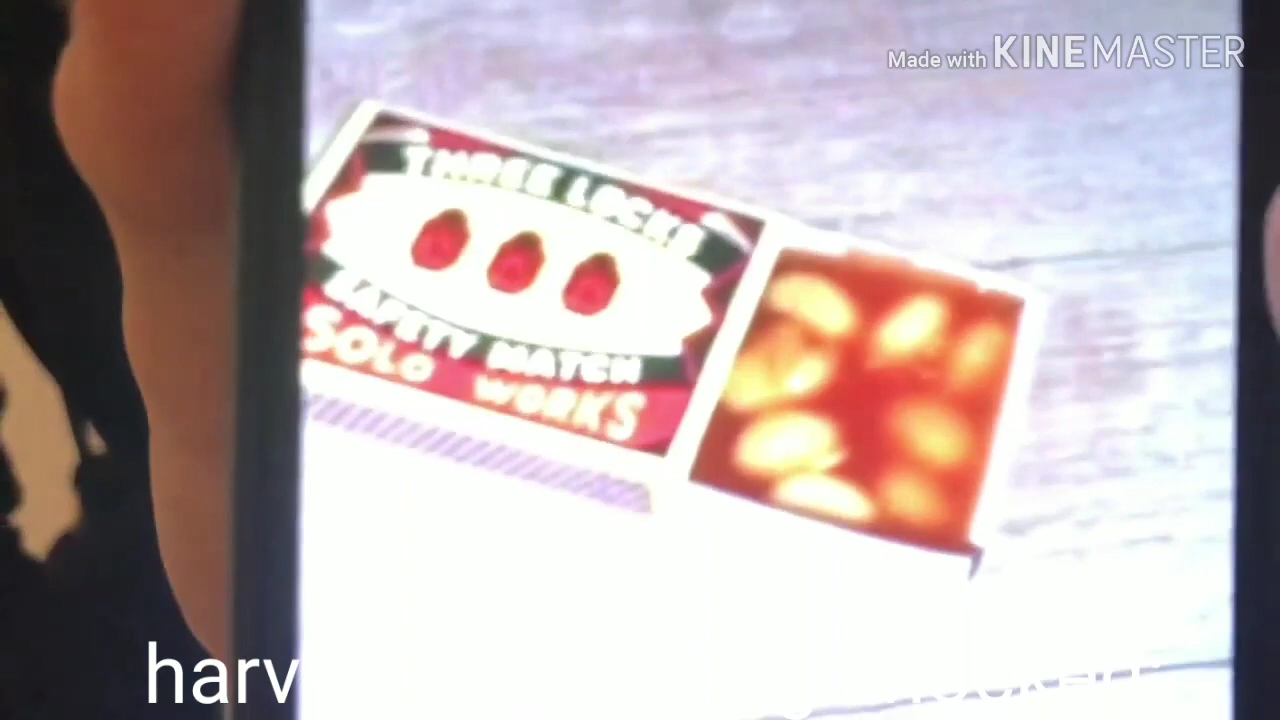 Made with KINEMASTER
THREE LOCKS
SAFETY MATCH
SOLO WORKS
harv